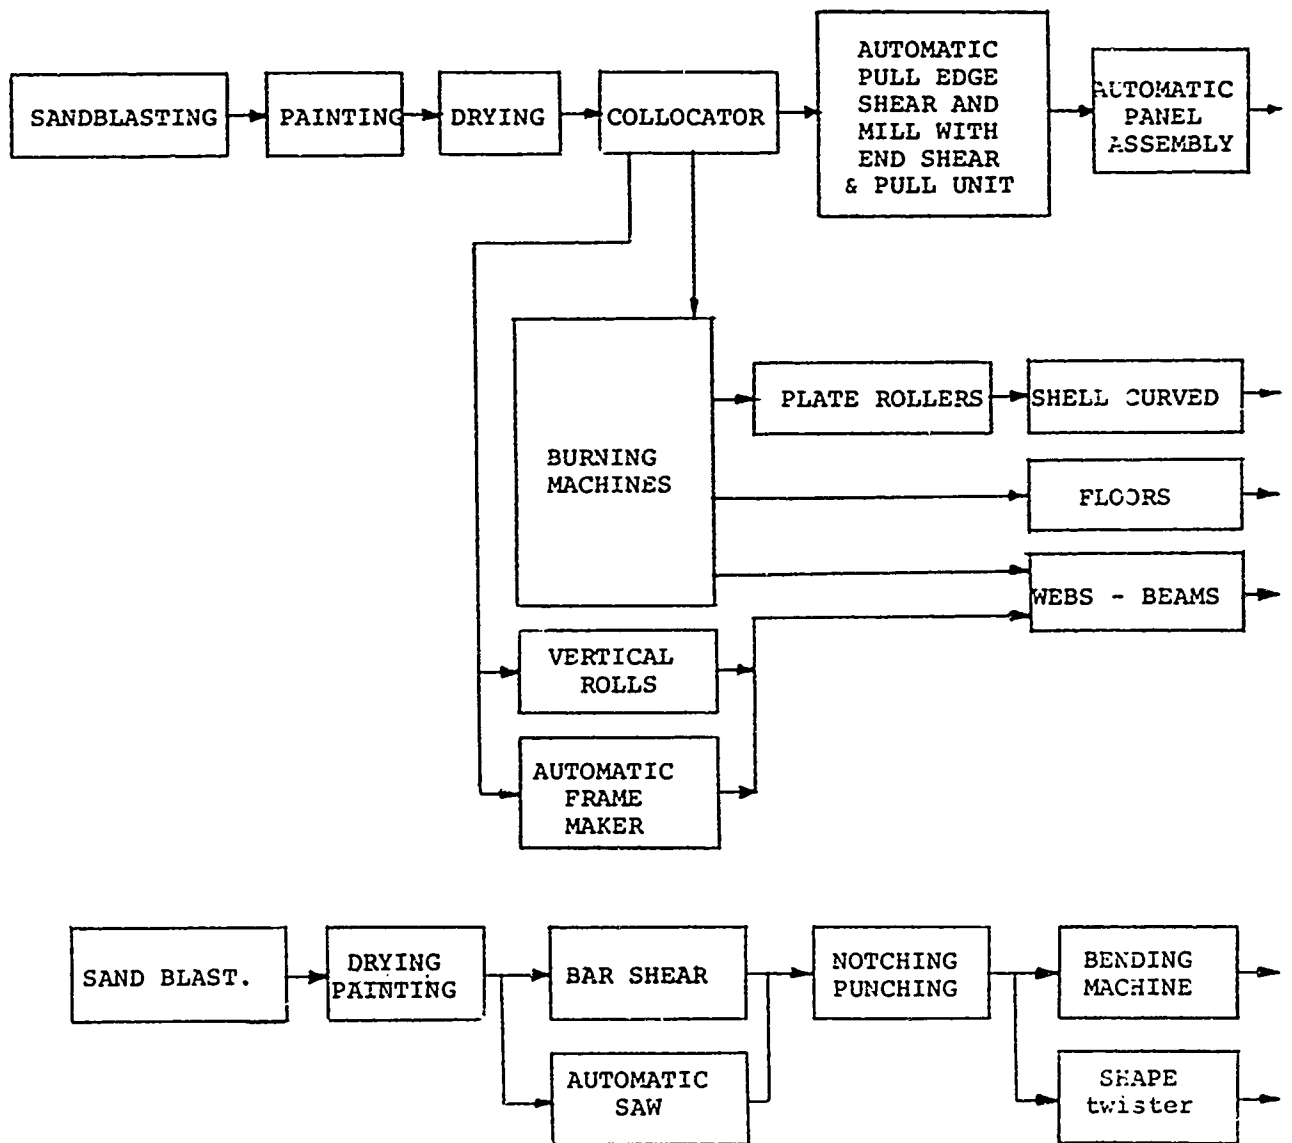 SANDBLASTING
PAINTING
DRYING
COLLOCATOR
AUTOMATIC
PULL EDGE
SHEAR AND
MILL WITH
END SHEAR
& PULL UNIT
AUTOMATIC
PANEL
ASSEMBLY
BURNING
MACHINES
PLATE ROLLERS
SHELL CURVED
FLOORS
WEBS - BEAMS
VERTICAL
ROLLS
AUTOMATIC
FRAME
MAKER
SAND BLAST.
DRYING
PAINTING
BAR SHEAR
AUTOMATIC
SAW
NOTCHING
PUNCHING
BENDING
MACHINE
SHAPE
twister